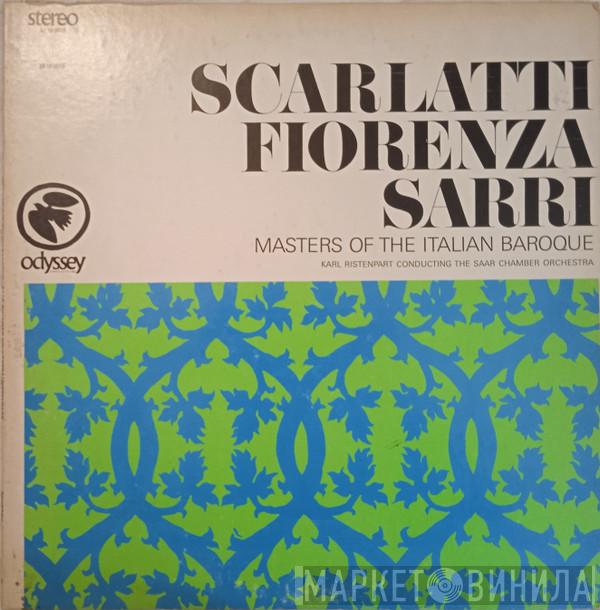 stereo
SCARLATTI
FIORENZA
SARRI
MASTERS OF THE ITALIAN BAROQUE
KARL RISTENPART CONDUCTING THE SAAR CHAMBER ORCHESTRA
odyssey
МАРКЕТ ВИНИЛА